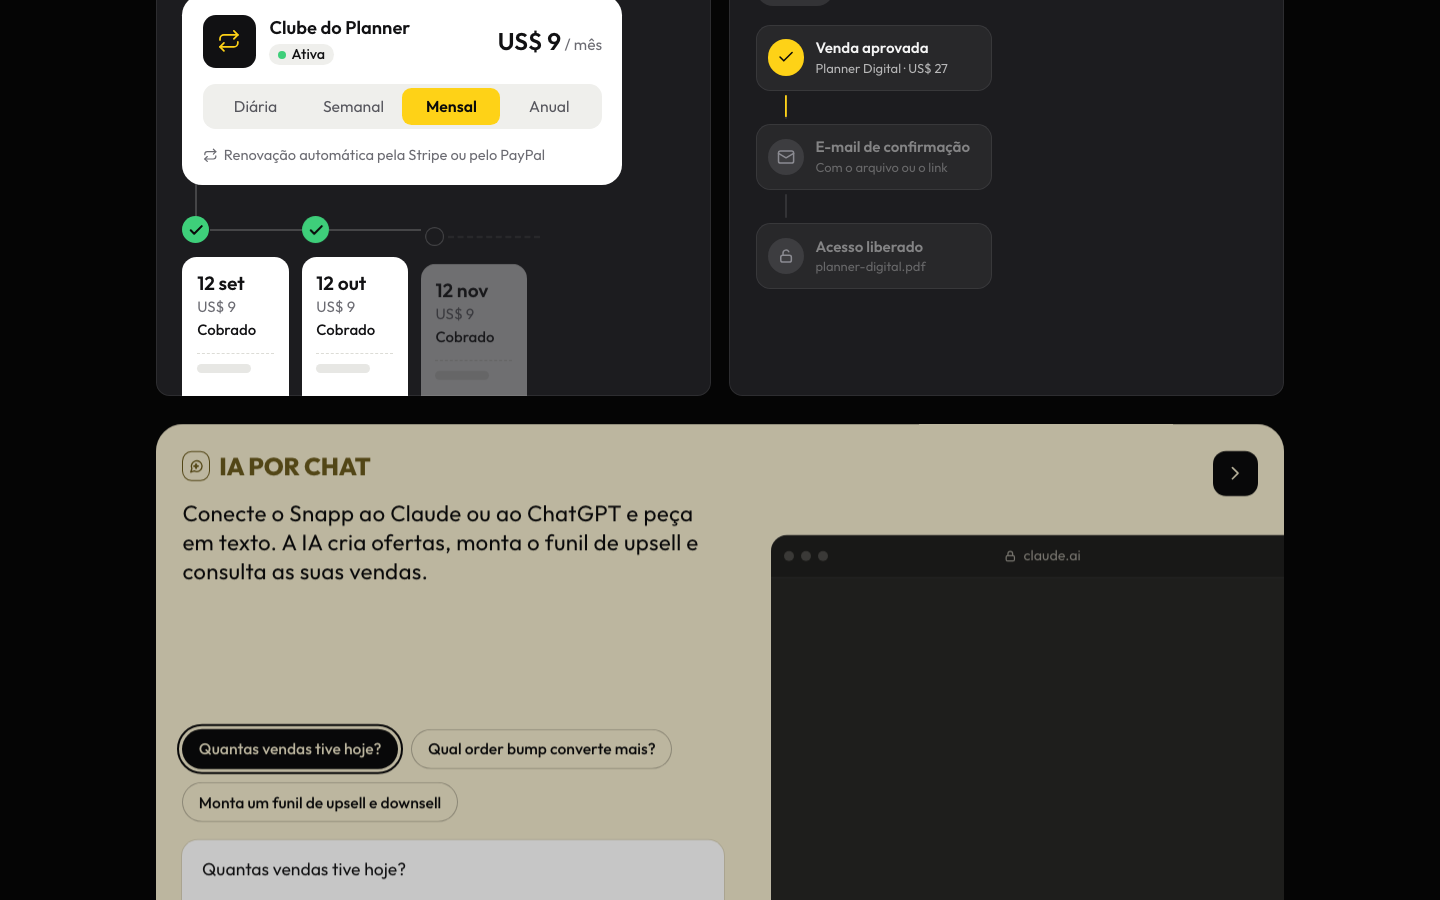 Clube do Planner
Ativa
US$ 9 / mês
Diária
Semanal
Mensal
Anual
Renovação automática pela Stripe ou pelo PayPal
12 set
US$ 9
Cobrado
12 out
US$ 9
Cobrado
12 nov
US$ 9
Cobrado
Venda aprovada
Planner Digital · US$ 27
E-mail de confirmação
Com o arquivo ou o link
Acesso liberado
planner-digital.pdf
IA POR CHAT
Conecte o Snapp ao Claude ou ao ChatGPT e peça
em texto. A IA cria ofertas, monta o funil de upsell e
consulta as suas vendas.
Quantas vendas tive hoje?
Qual order bump converte mais?
Monta um funil de upsell e downsell
Quantas vendas tive hoje?
claude.ai